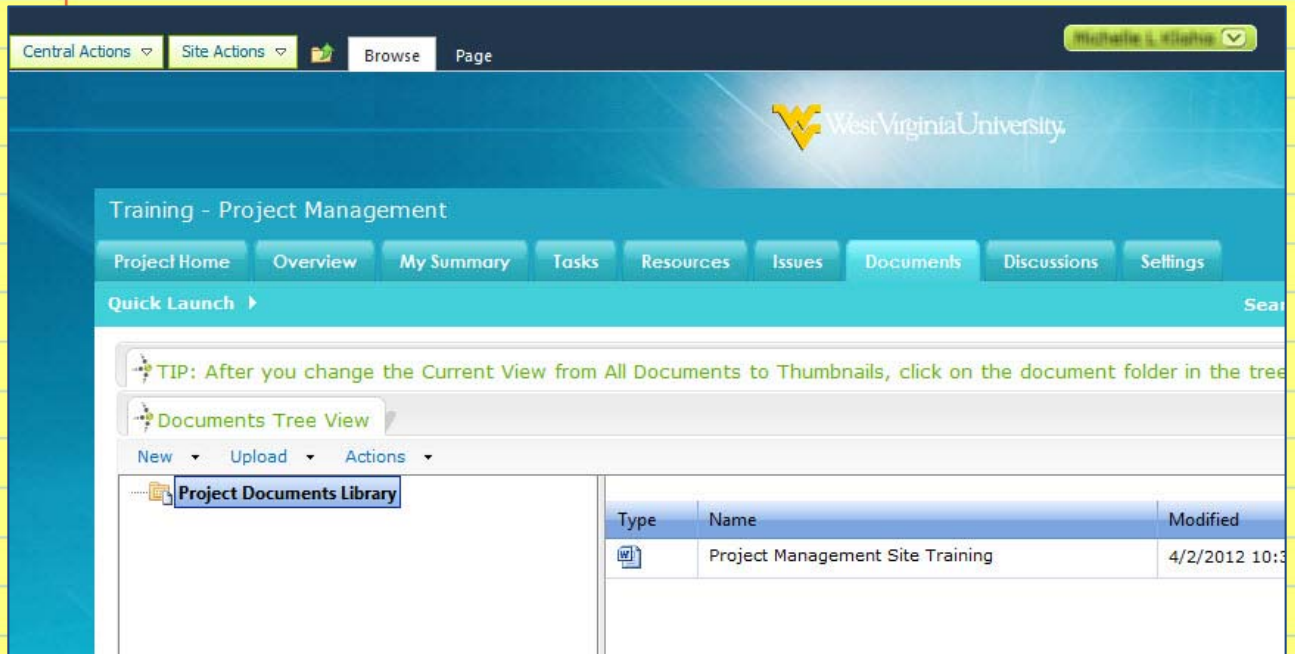 Central Actions Site Actions Browse Page
WestVirginiaUniversity.
Training - Project Management
Project Home Overview My Summary Tasks Resources Issues Documents Discussions Settings
Quick Launch Sear
TIP: After you change the Current View from All Documents to Thumbnails, click on the document folder in the tree
Documents Tree View
New Upload Actions
Project Documents Library
Type Name Modified
Project Management Site Training 4/2/2012 10:3